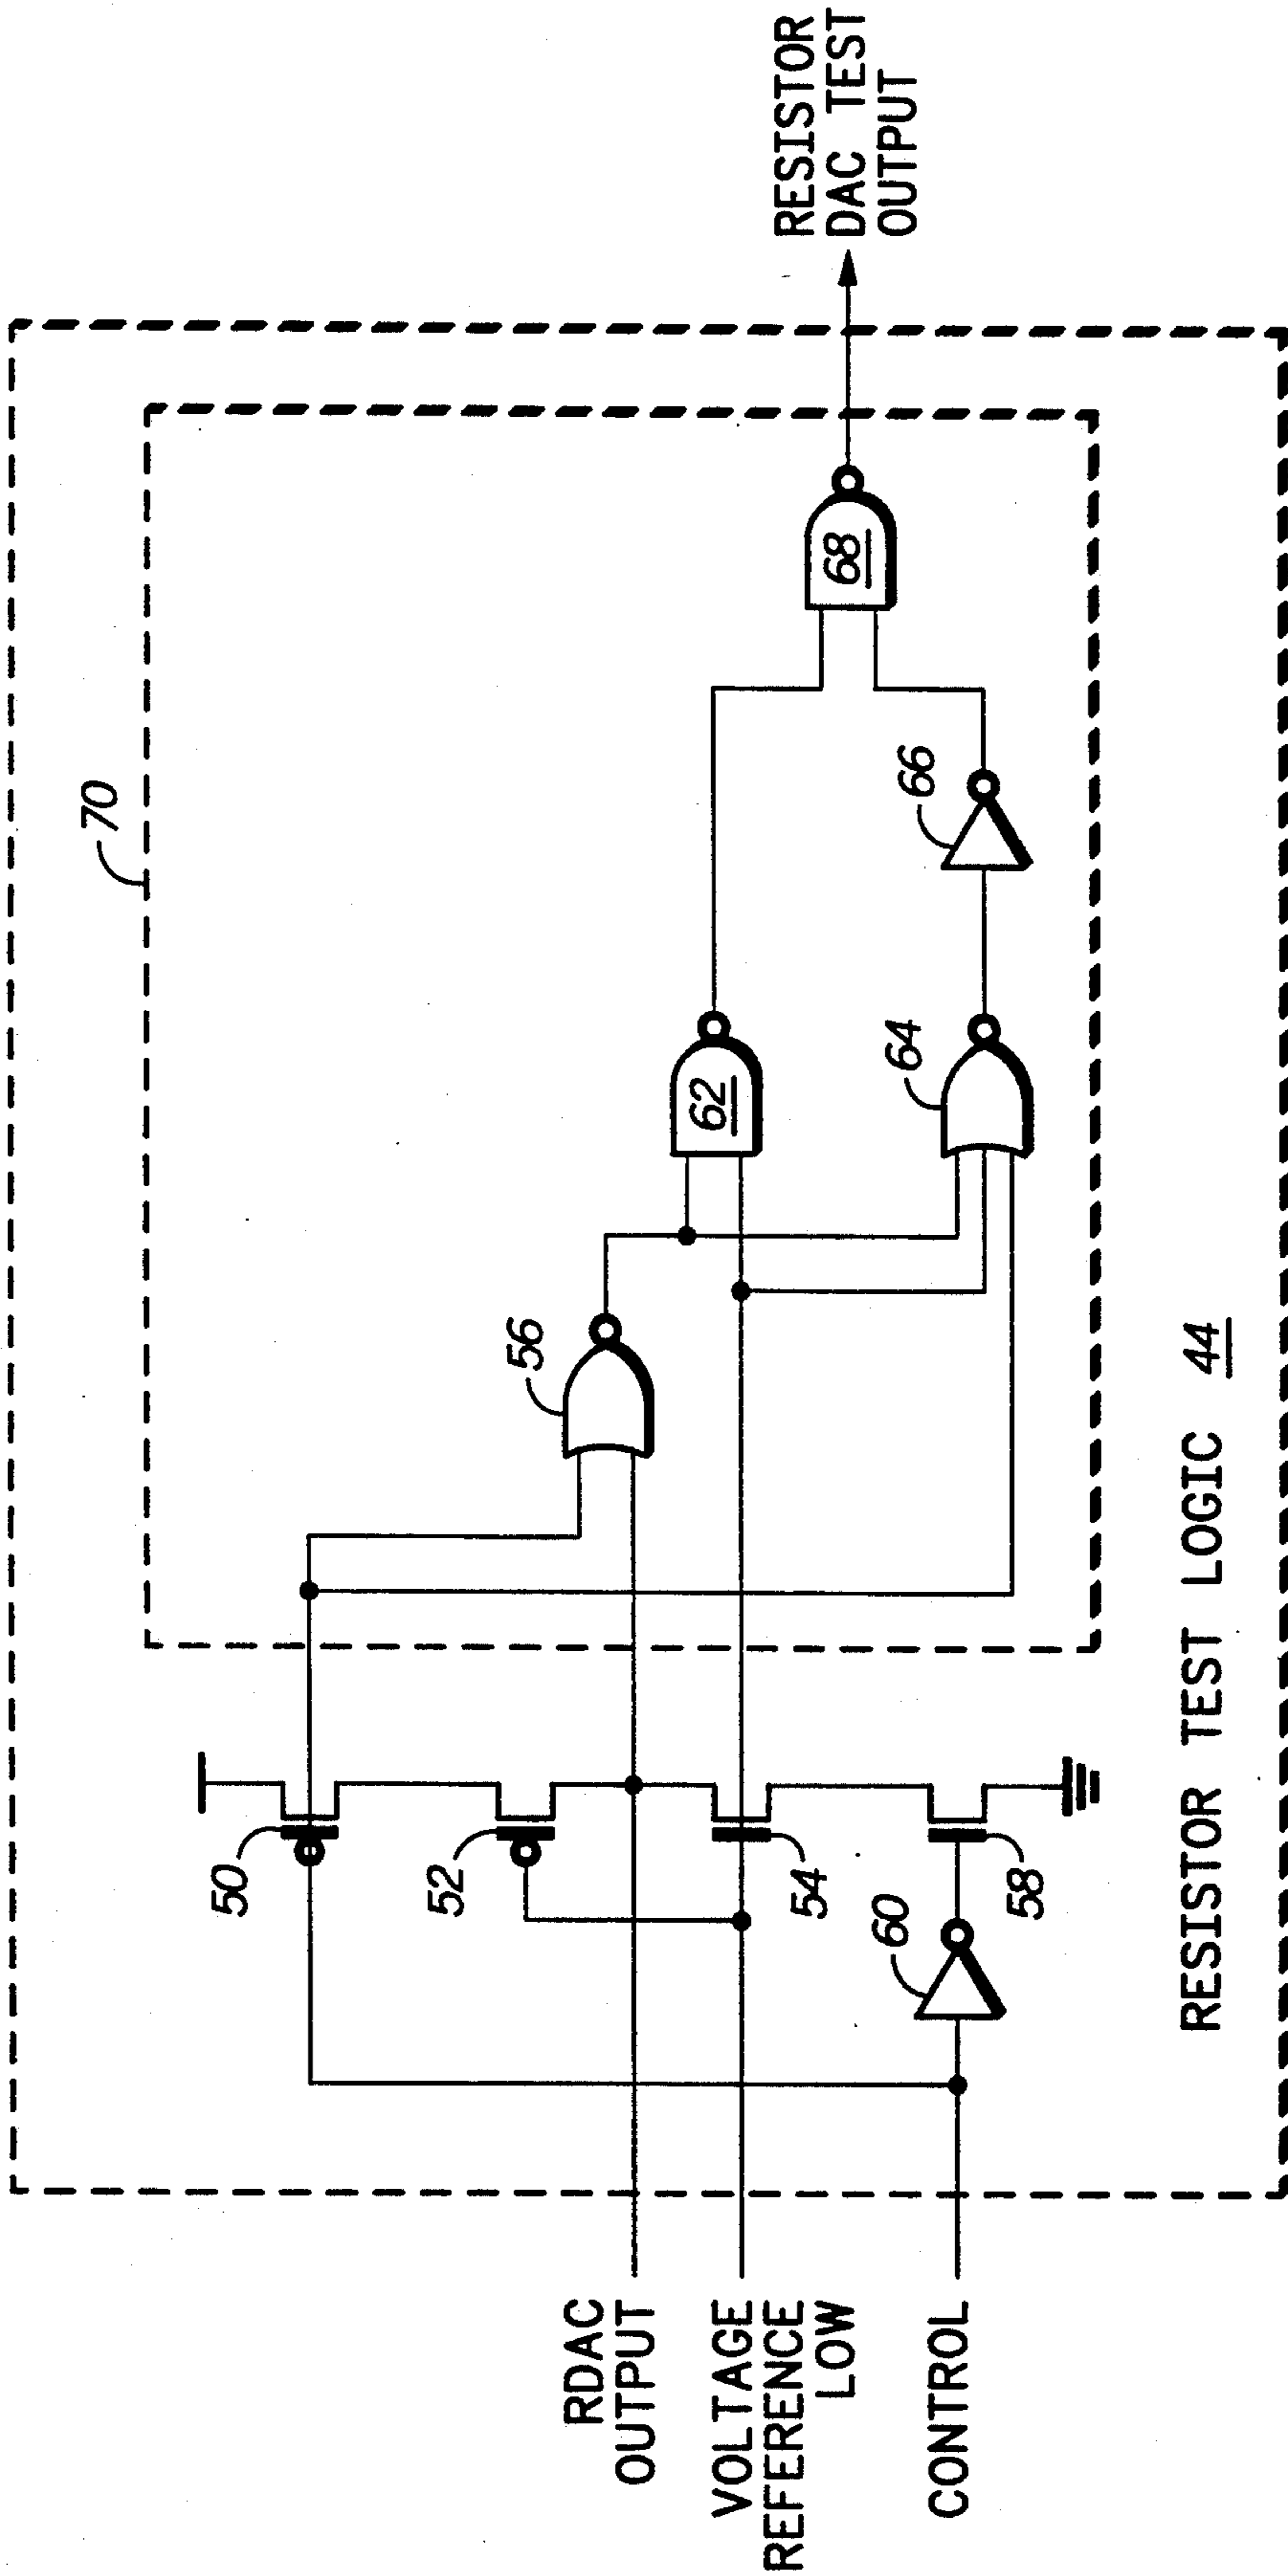 RDAC
OUTPUT
VOLTAGE
REFERENCE
LOW
CONTROL
50
52
54
58
60
56
62
64
66
68
70
RESISTOR
DAC TEST
OUTPUT
RESISTOR TEST LOGIC 44